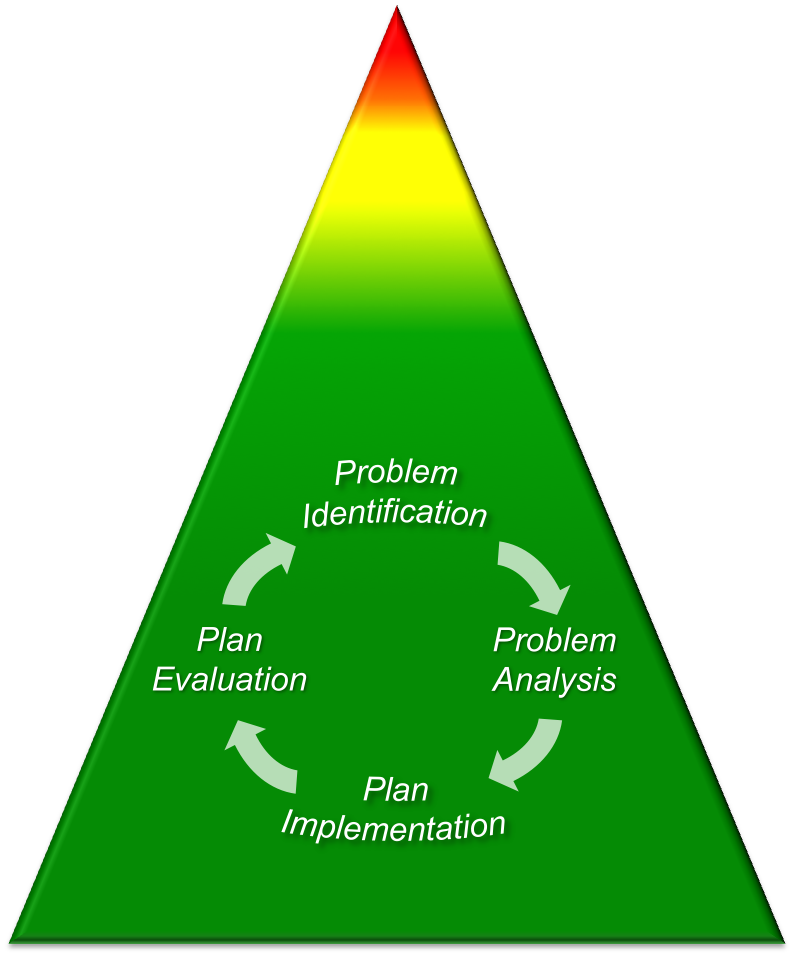 Problem
Identification
Problem
Analysis
Plan
Implementation
Plan
Evaluation